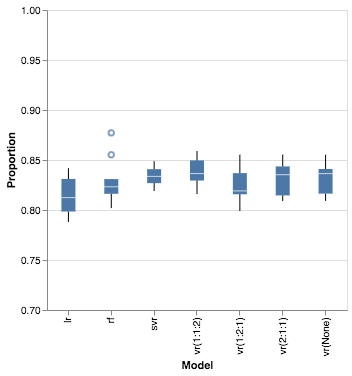 1.00
0.95
0.90
0.85
0.80
0.75
0.70
Proportion
lr
rf
svr
vr(1:1:2)
vr(1:2:1)
vr(2:1:1)
vr(None)
Model